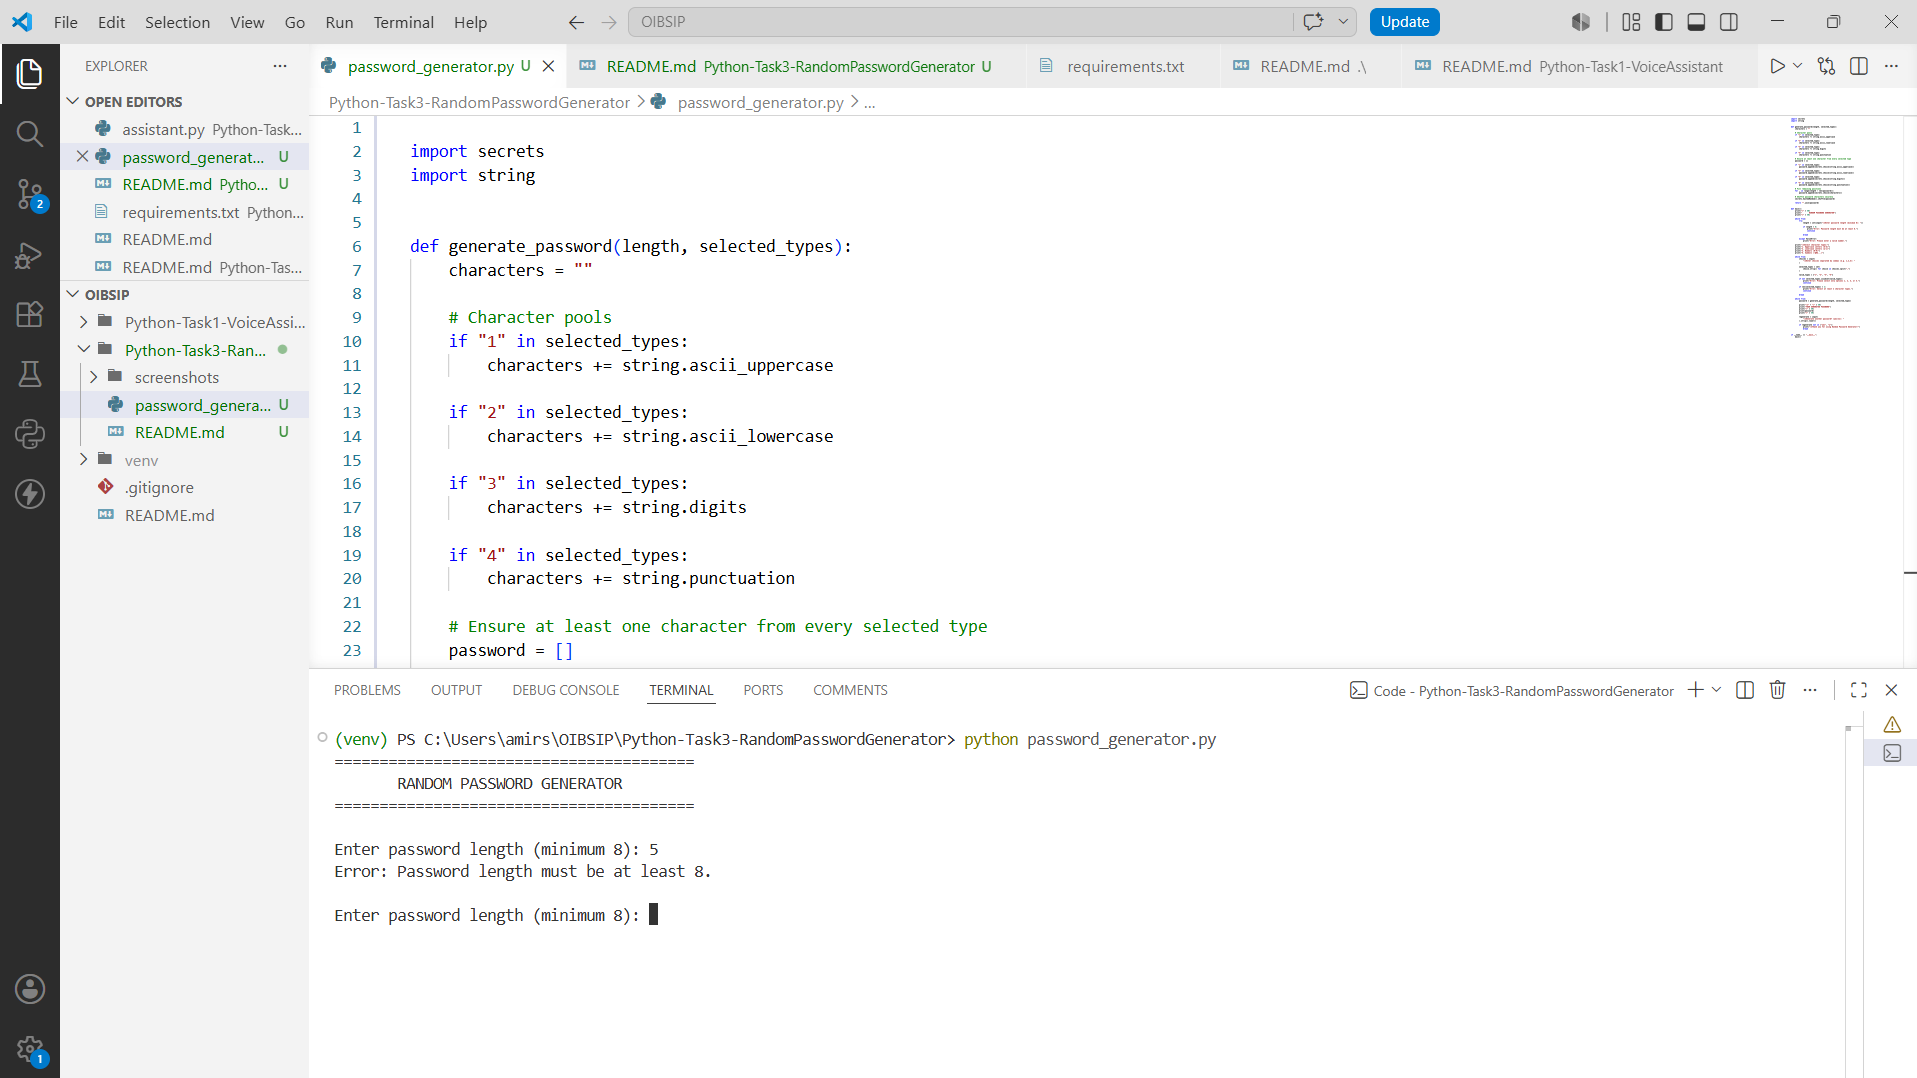 File Edit Selection View Go Run Terminal Help
OIBSIP
Update
EXPLORER
OPEN EDITORS
assistant.py Python-Task...
password_generat... U
README.md Pytho... U
requirements.txt Python...
README.md
README.md Python-Tas...
OIBSIP
Python-Task1-VoiceAssi...
Python-Task3-Ran...
screenshots
password_genera... U
README.md U
venv
.gitignore
README.md
2
1
password_generator.py U
README.md Python-Task3-RandomPasswordGenerator U
requirements.txt
README.md .\
README.md Python-Task1-VoiceAssistant
Python-Task3-RandomPasswordGenerator > password_generator.py > ...
1
2 import secrets
3 import string
4
5
6 def generate_password(length, selected_types):
7 characters = ""
8
9 # Character pools
10 if "1" in selected_types:
11 characters += string.ascii_uppercase
12
13 if "2" in selected_types:
14 characters += string.ascii_lowercase
15
16 if "3" in selected_types:
17 characters += string.digits
18
19 if "4" in selected_types:
20 characters += string.punctuation
21
22 # Ensure at least one character from every selected type
23 password = []
PROBLEMS OUTPUT DEBUG CONSOLE TERMINAL PORTS COMMENTS
Code - Python-Task3-RandomPasswordGenerator
(venv) PS C:\Users\amirs\OIBSIP\Python-Task3-RandomPasswordGenerator> python password_generator.py
========================================
RANDOM PASSWORD GENERATOR
========================================
Enter password length (minimum 8): 5
Error: Password length must be at least 8.
Enter password length (minimum 8):